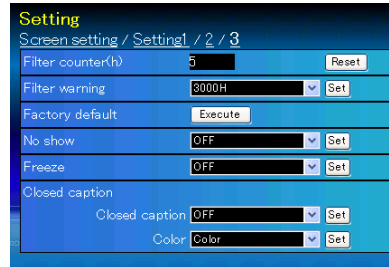 Setting
Screen setting / Setting1 / 2 / 3
Filter counter(h) 5 Reset
Filter warning 3000H Set
Factory default Execute
No show OFF Set
Freeze OFF Set
Closed caption
Closed caption OFF Set
Color Color Set